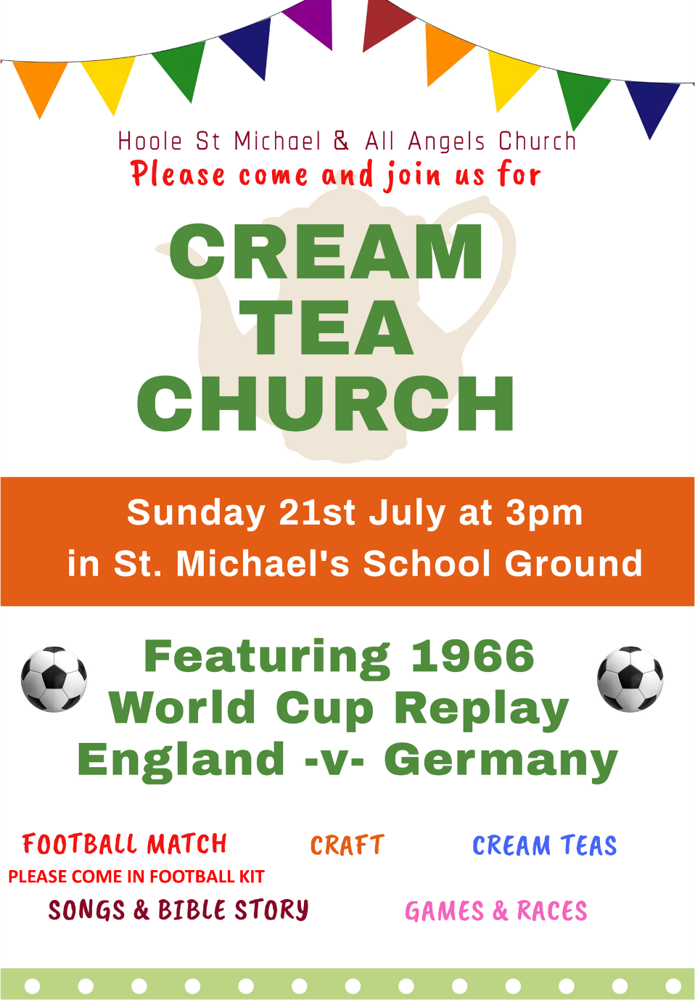 Hoole St Michael & All Angels Church
Please come and join us for
CREAM
TEA
CHURCH
Sunday 21st July at 3pm
in St. Michael's School Ground
Featuring 1966
World Cup Replay
England -v- Germany
FOOTBALL MATCH CRAFT CREAM TEAS
PLEASE COME IN FOOTBALL KIT
SONGS & BIBLE STORY GAMES & RACES